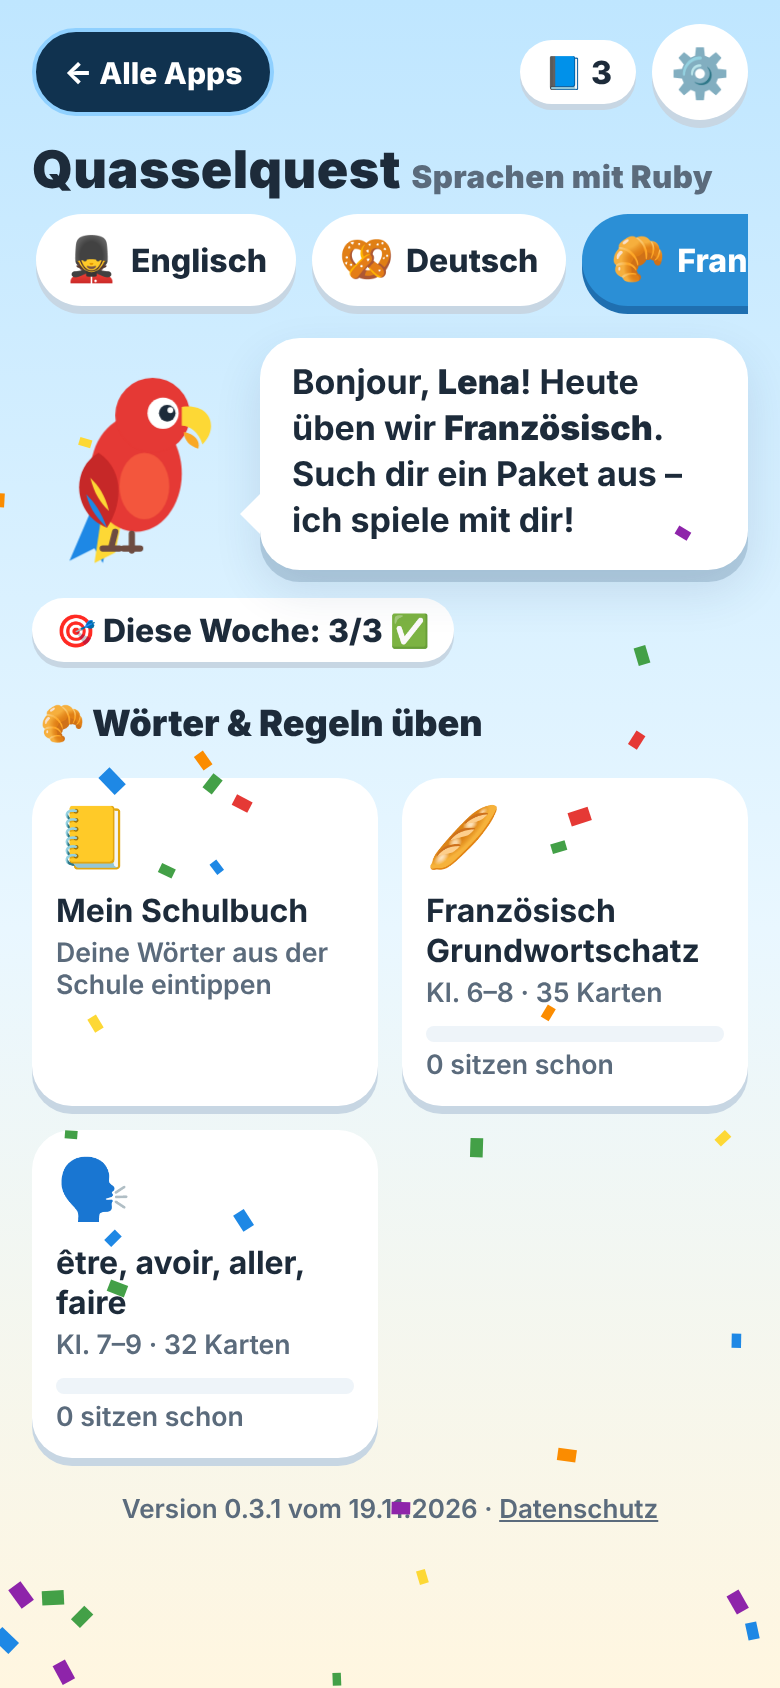 ← Alle Apps
📘 3
Quasselquest Sprachen mit Ruby
Englisch
Deutsch
Fran
Bonjour, Lena! Heute
üben wir Französisch.
Such dir ein Paket aus –
ich spiele mit dir!
Diese Woche: 3/3 ✅
Wörter & Regeln üben
Mein Schulbuch
Deine Wörter aus der
Schule eintippen
Französisch
Grundwortschatz
Kl. 6–8 · 35 Karten
0 sitzen schon
être, avoir, aller,
faire
Kl. 7–9 · 32 Karten
0 sitzen schon
Version 0.3.1 vom 19.11.2026 · Datenschutz